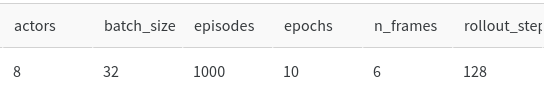 actors batch_size episodes epochs n_frames rollout_step
8 32 1000 10 6 128